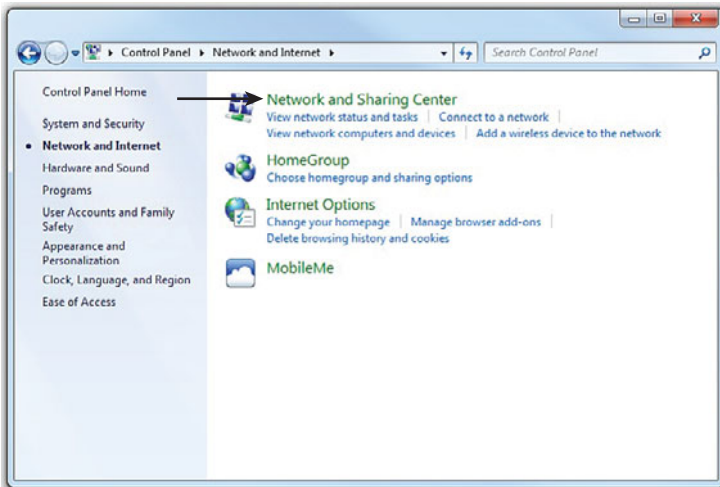 Control Panel Network and Internet Search Control Panel
Control Panel Home
System and Security
Network and Internet
Hardware and Sound
Programs
User Accounts and Family
Safety
Appearance and
Personalization
Clock, Language, and Region
Ease of Access
Network and Sharing Center
View network status and tasks Connect to a network
View network computers and devices Add a wireless device to the network
HomeGroup
Choose homegroup and sharing options
Internet Options
Change your homepage Manage browser add-ons
Delete browsing history and cookies
MobileMe